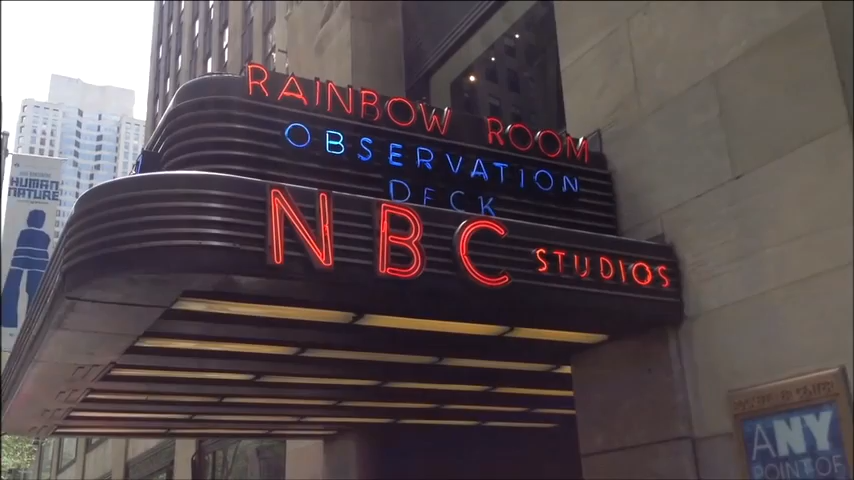 RAINBOW ROOM
OBSERVATION
DECK
NBC STUDIOS
HUMAN
NATURE
ANY
POINT OF